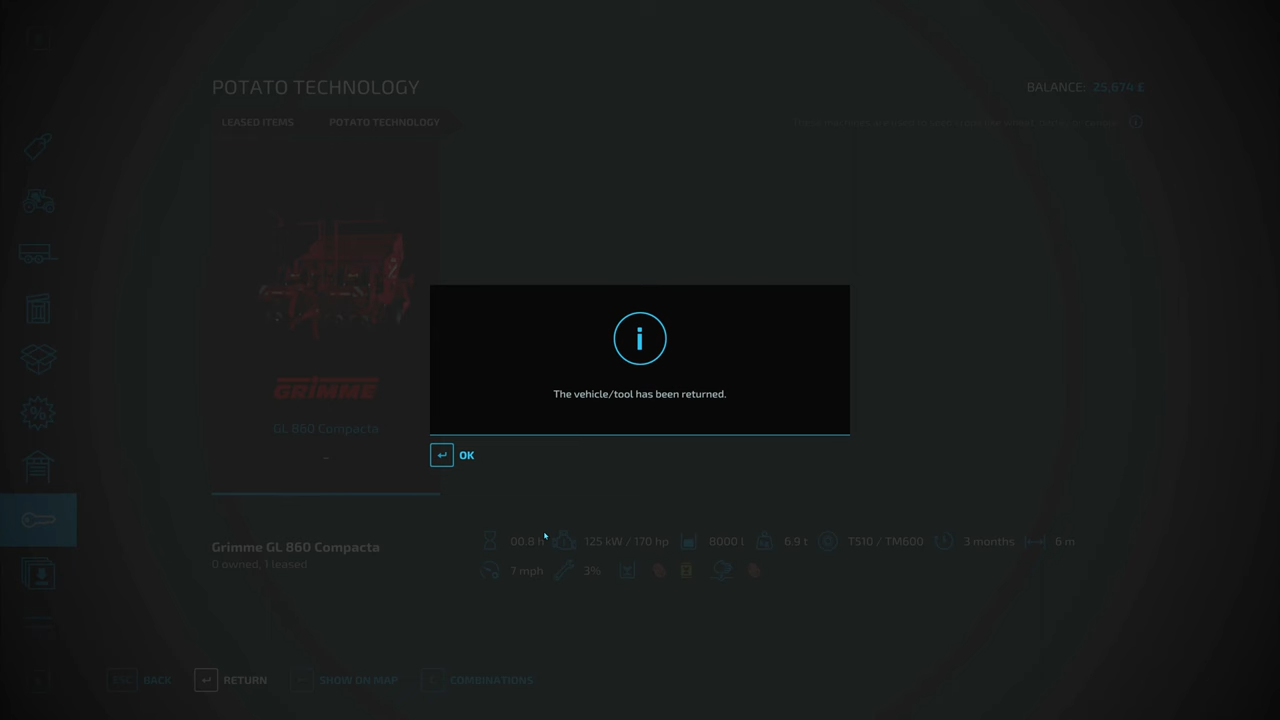 POTATO TECHNOLOGY
BALANCE: 25,674 £
LEASED ITEMS POTATO TECHNOLOGY
GRIMME
GL 860 Compacta
–
The vehicle/tool has been returned.
OK
Grimme GL 860 Compacta
0 owned, 1 leased
00.8 h 125 kW / 170 hp 8000 l 6.9 t T510 / TM600 3 months 6 m
7 mph 3%
ESC BACK RETURN SHOW ON MAP COMBINATIONS